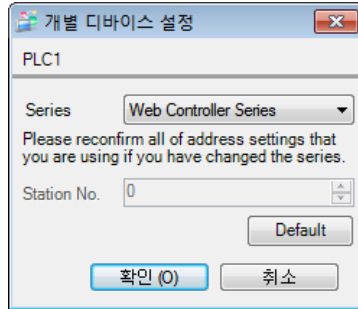 개별 디바이스 설정
PLC1
Series Web Controller Series
Please reconfirm all of address settings that
you are using if you have changed the series.
Station No. 0
Default
확인 (O) 취소